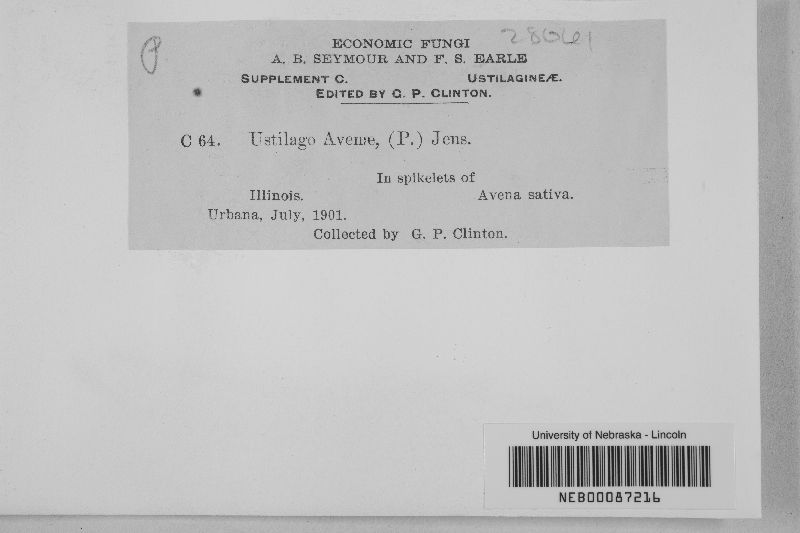 28061
ECONOMIC FUNGI
A. B. SEYMOUR AND F. S. EARLE
SUPPLEMENT C. USTILAGINEÆ.
EDITED BY G. P. CLINTON.
C 64. Ustilago Avenæ, (P.) Jens.
In spikelets of
Illinois. Avena sativa.
Urbana, July, 1901.
Collected by G. P. Clinton.
University of Nebraska - Lincoln
NEB00087216